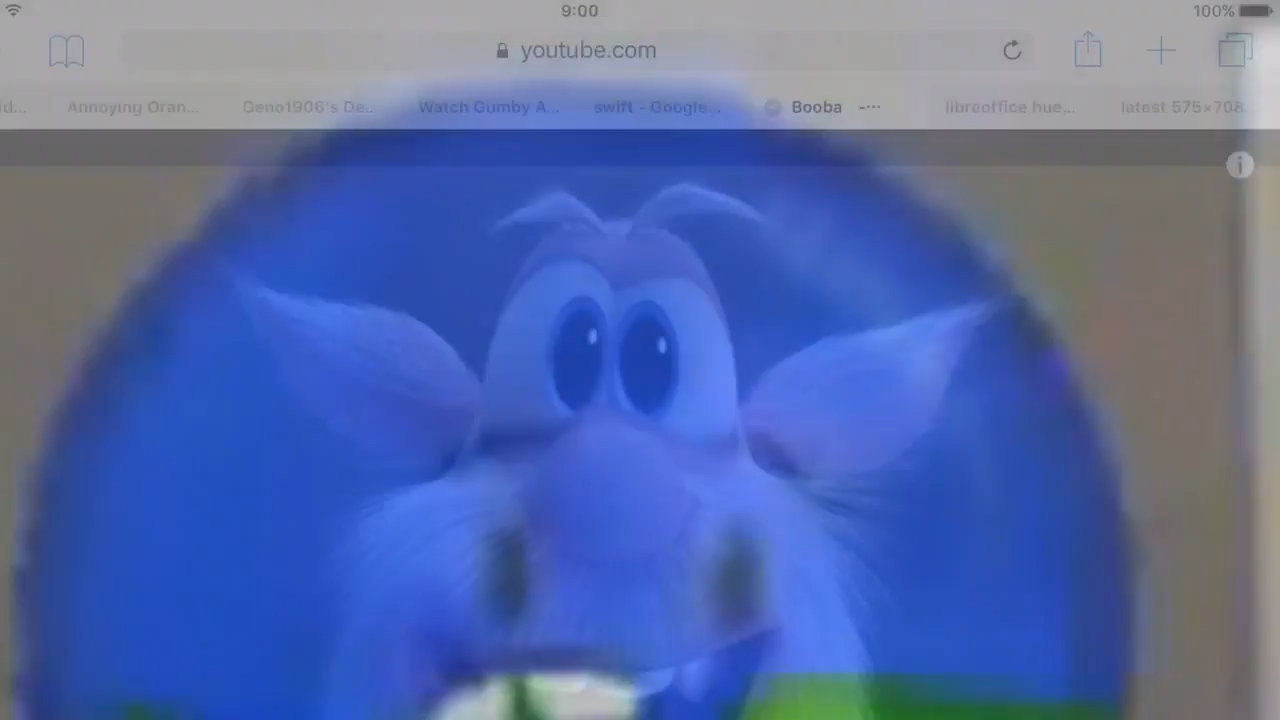 9:00
100%
youtube.com
id... Annoying Oran... Geno1906's De... Watch Gumby A... swift - Google... Booba -··· libreoffice hue... latest 575×708...